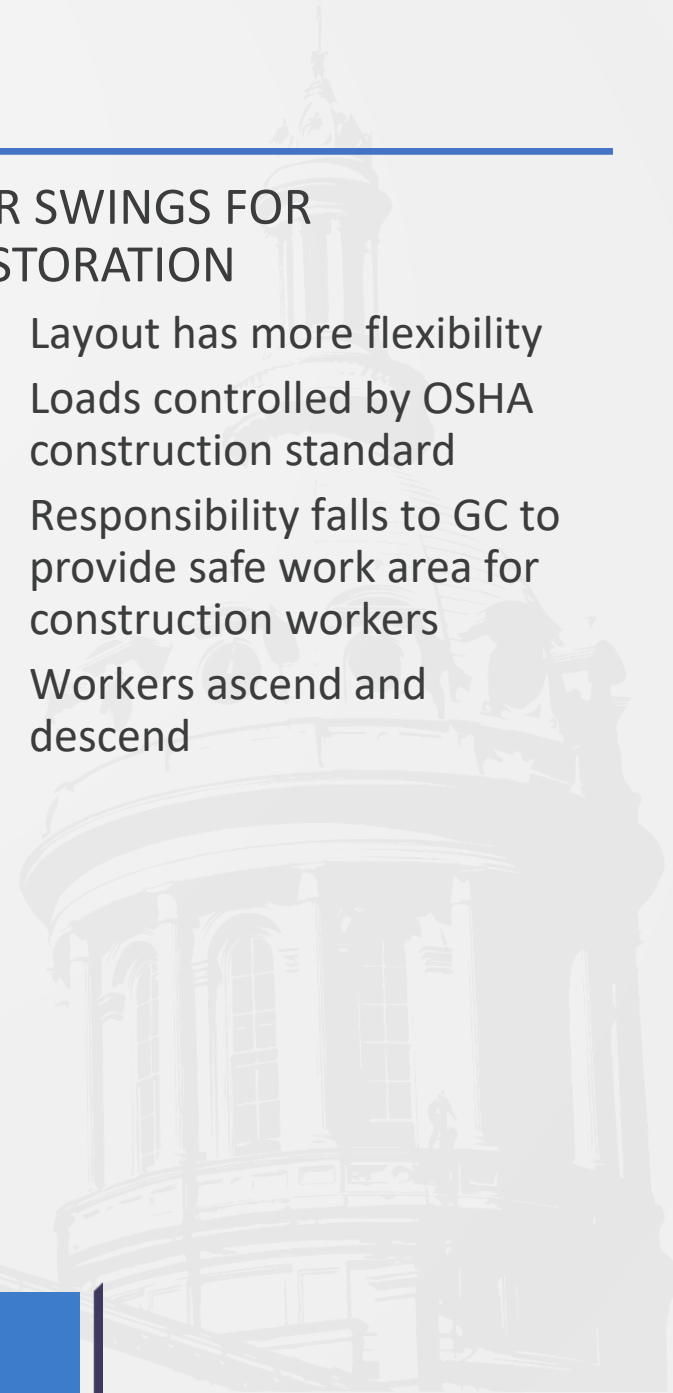 R SWINGS FOR
STORATION
Layout has more flexibility
Loads controlled by OSHA
construction standard
Responsibility falls to GC to
provide safe work area for
construction workers
Workers ascend and
descend